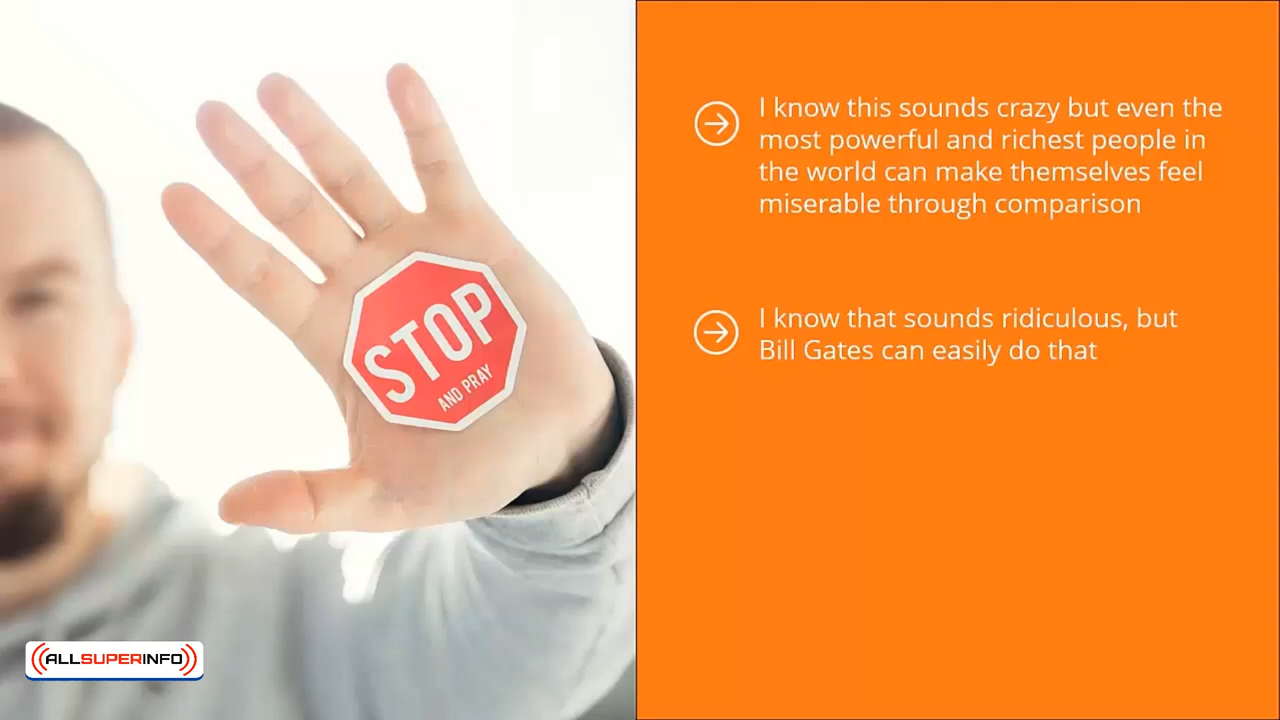 STOP
AND PRAY
ALLSUPERINFO
I know this sounds crazy but even the
most powerful and richest people in
the world can make themselves feel
miserable through comparison
I know that sounds ridiculous, but
Bill Gates can easily do that